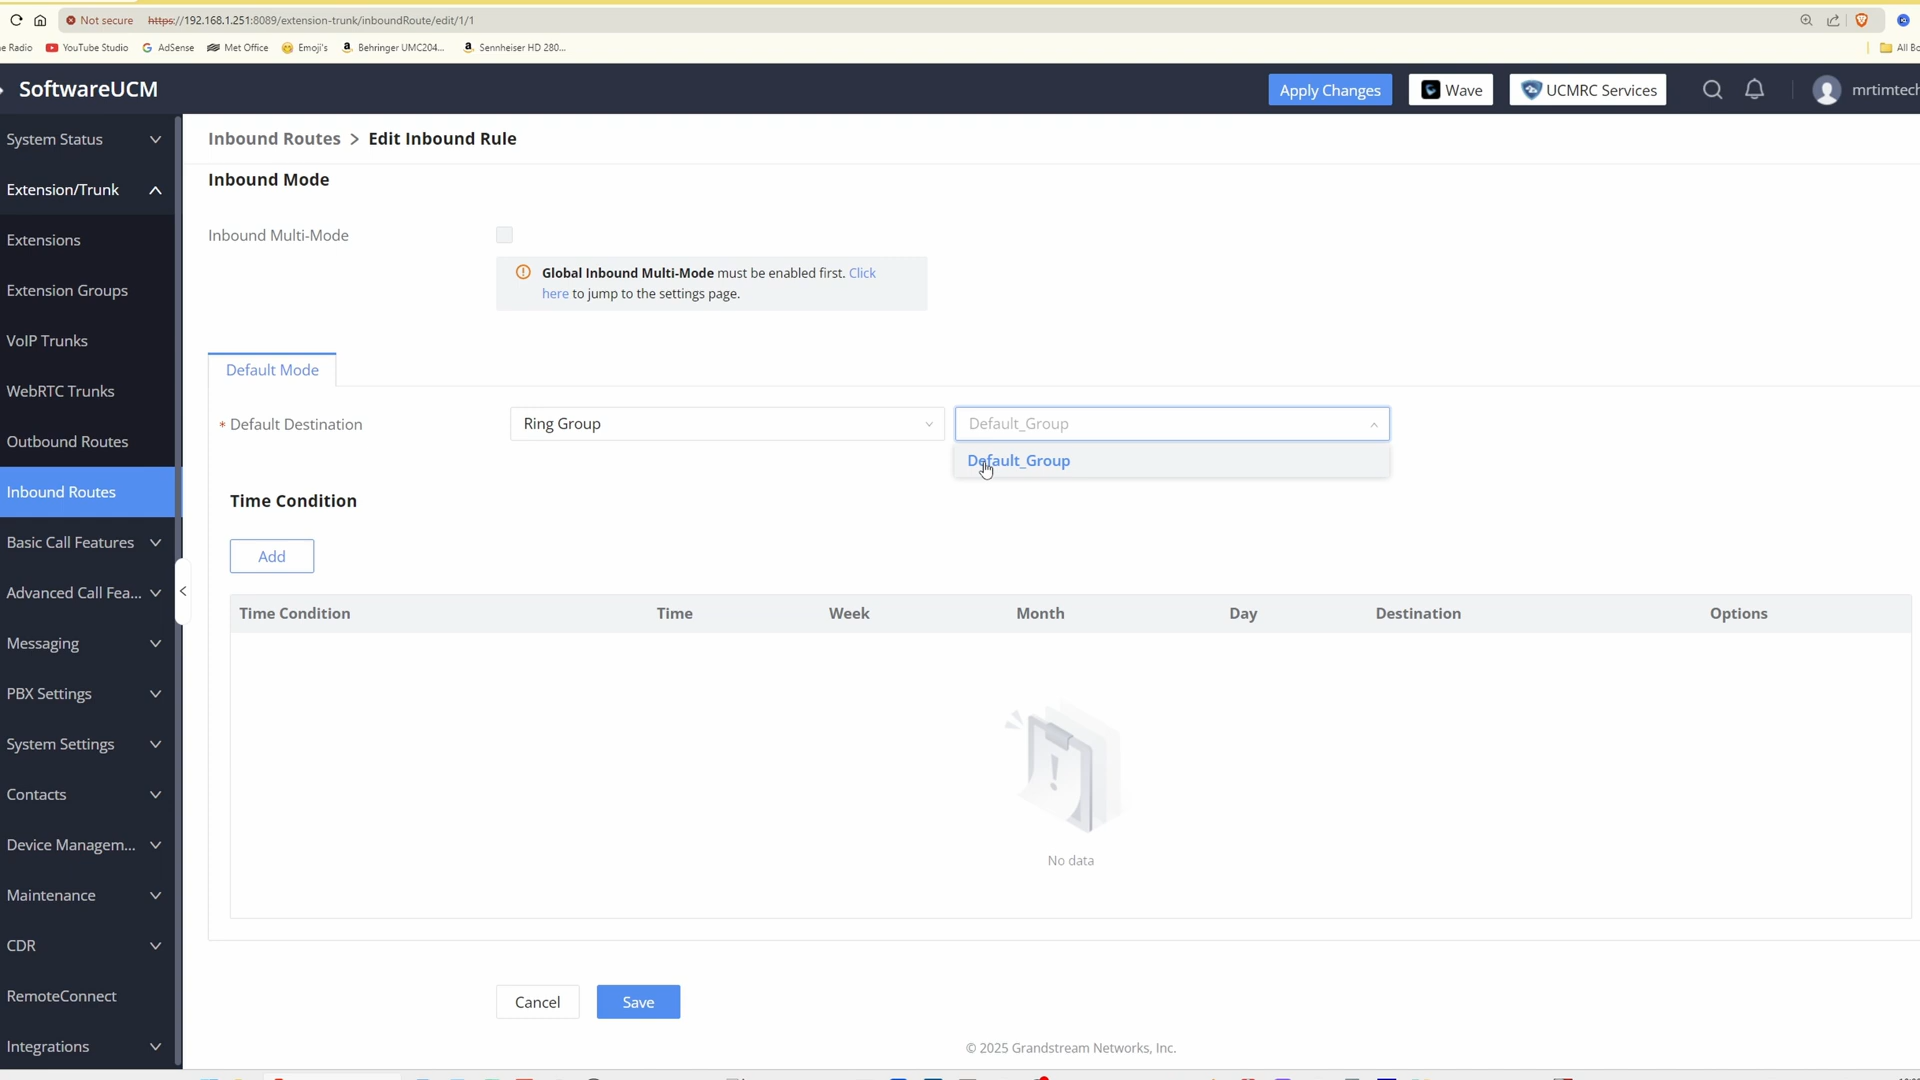 Not secure https://192.168.1.251:8089/extension-trunk/inboundRoute/edit/1/1
e Radio YouTube Studio AdSense Met Office Emoji's Behringer UMC204... Sennheiser HD 280... All Bo
SoftwareUCM Apply Changes Wave UCMRC Services mrtimtech
System Status
Extension/Trunk
Extensions
Extension Groups
VoIP Trunks
WebRTC Trunks
Outbound Routes
Inbound Routes
Basic Call Features
Advanced Call Fea...
Messaging
PBX Settings
System Settings
Contacts
Device Managem...
Maintenance
CDR
RemoteConnect
Integrations
Inbound Routes > Edit Inbound Rule
Inbound Mode
Inbound Multi-Mode
Global Inbound Multi-Mode must be enabled first. Click
here to jump to the settings page.
Default Mode
* Default Destination Ring Group Default_Group
Default_Group
Time Condition
Add
Time Condition Time Week Month Day Destination Options
No data
Cancel Save
© 2025 Grandstream Networks, Inc.